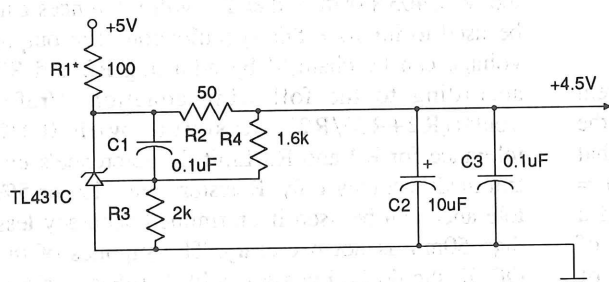 +5V
R1*
100
50
+4.5V
R2
R4
1.6k
C1
0.1uF
C3
0.1uF
TL431C
R3
2k
+
C2
10uF